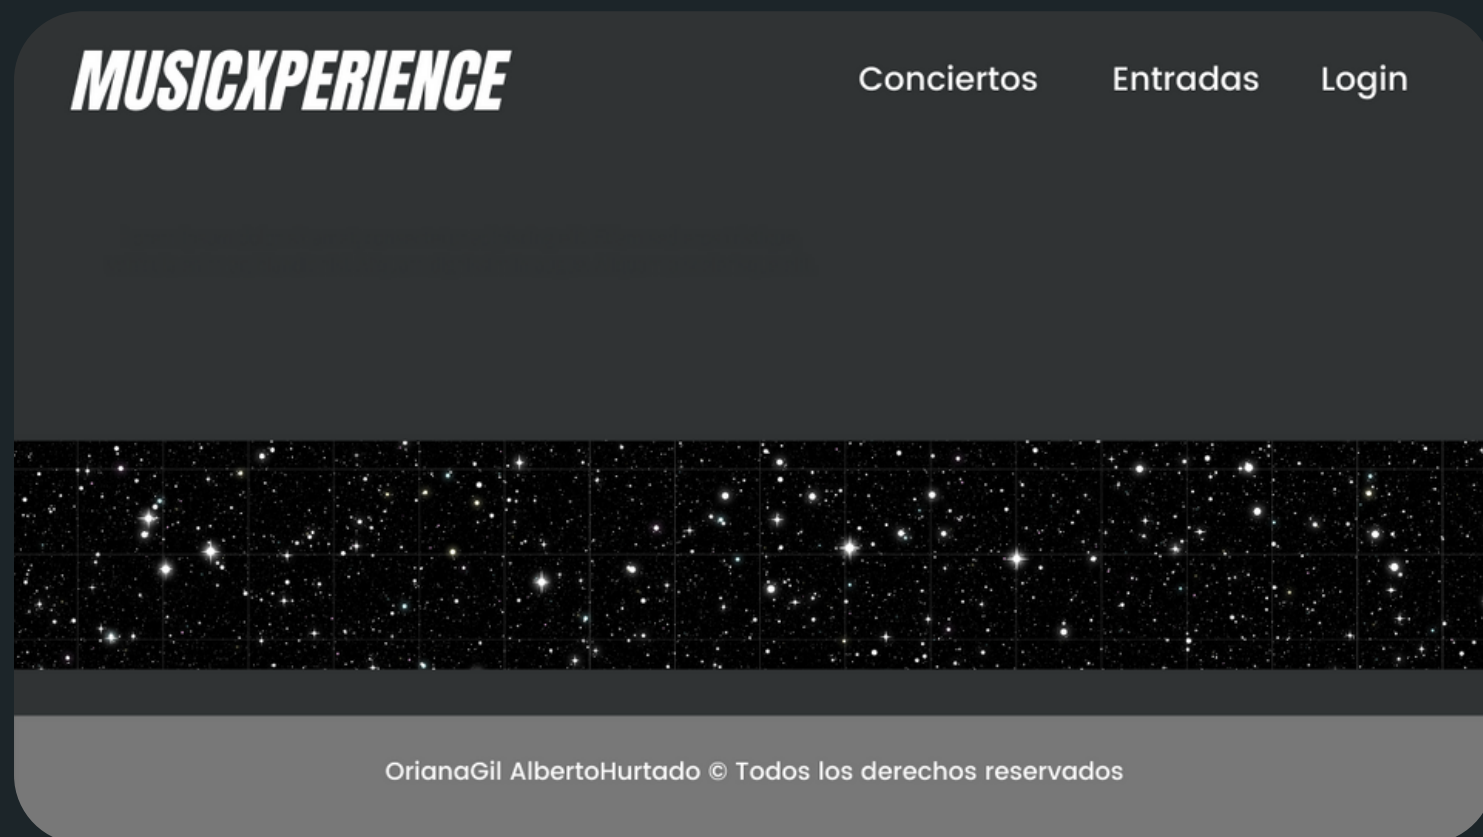 MUSICXPERIENCE
Conciertos Entradas Login
OrianaGil AlbertoHurtado © Todos los derechos reservados